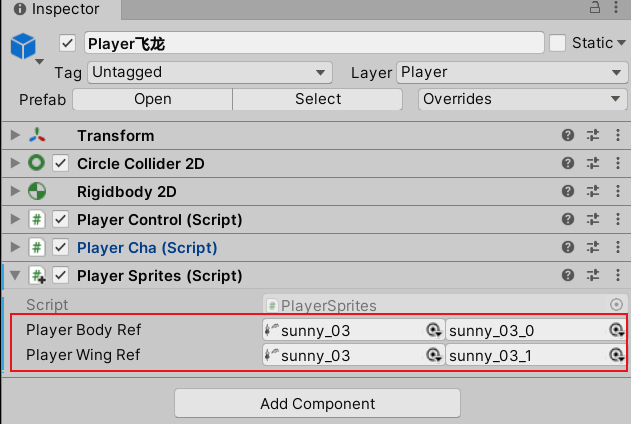 Inspector
Player飞龙 Static
Tag Untagged Layer Player
Prefab Open Select Overrides
Transform
Circle Collider 2D
Rigidbody 2D
Player Control (Script)
Player Cha (Script)
Player Sprites (Script)
Script PlayerSprites
Player Body Ref sunny_03 sunny_03_0
Player Wing Ref sunny_03 sunny_03_1
Add Component